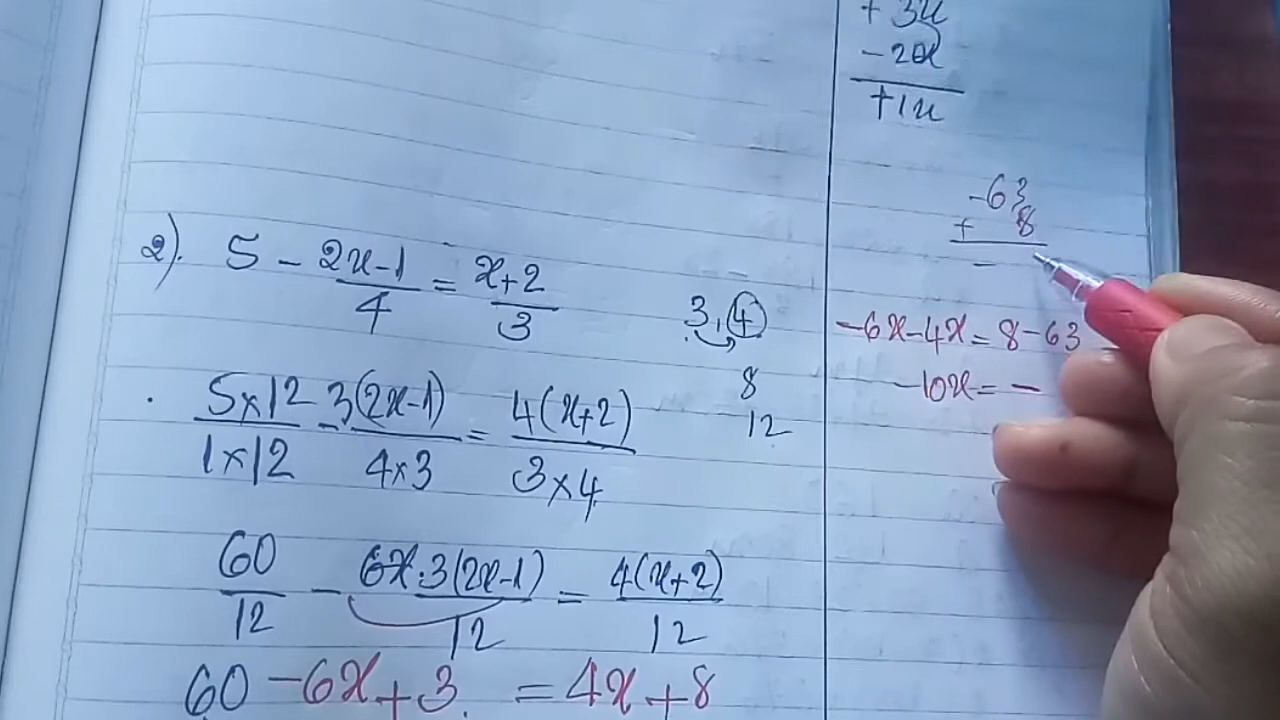 + 3x
- 2x
+1x
2). 5 - 2x-1/4 = x+2/3
3, 4
8
12
5×12/1×12 - 3(2x-1)/4×3 = 4(x+2)/3×4
60/12 - 6x.3(2x-1)/12 = 4(x+2)/12
60 -6x+3 = 4x+8
-63
+ 8
-
-6x-4x= 8-63
-10x= -